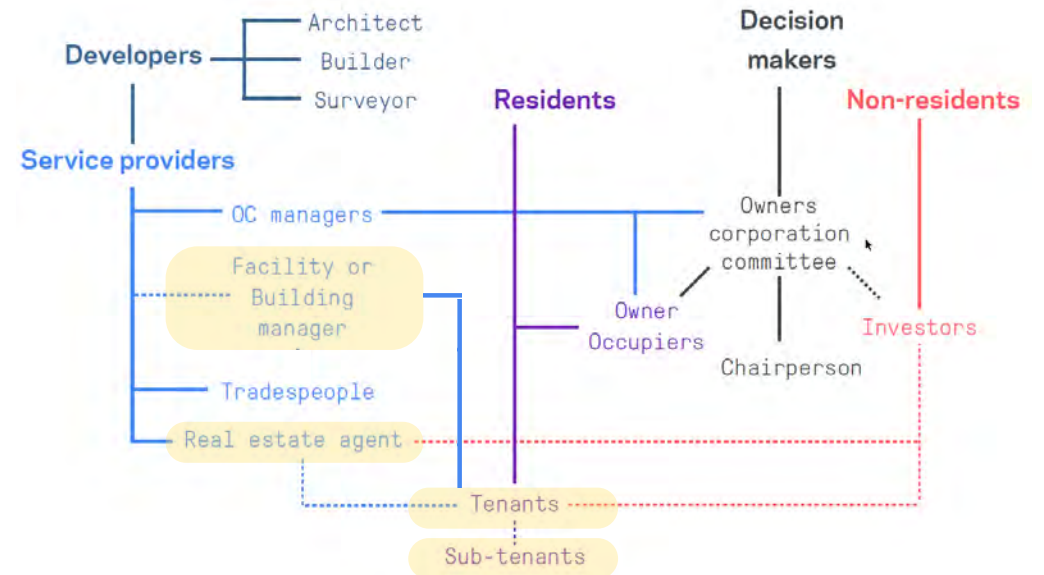 Developers
Architect
Builder
Surveyor
Decision
makers
Residents
Non-residents
Service providers
OC managers
Owners
corporation
committee
Facility or
Building
manager
Owner
Occupiers
Investors
Chairperson
Tradespeople
Real estate agent
Tenants
Sub-tenants